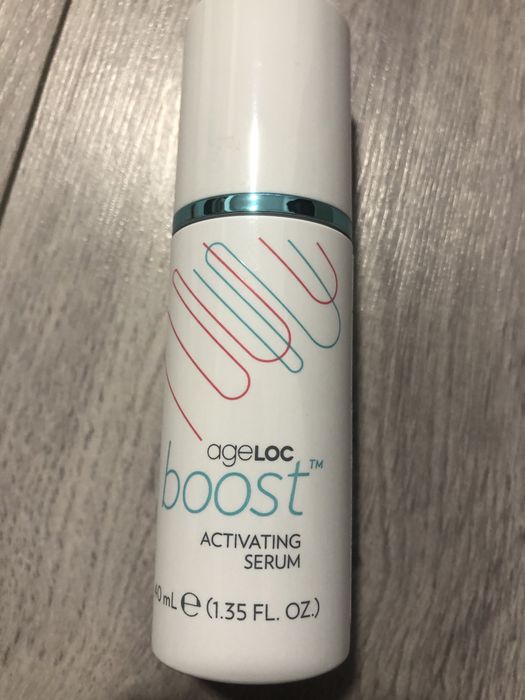 ageLOC
boost™
ACTIVATING
SERUM
40 mL ℮ (1.35 FL. OZ.)